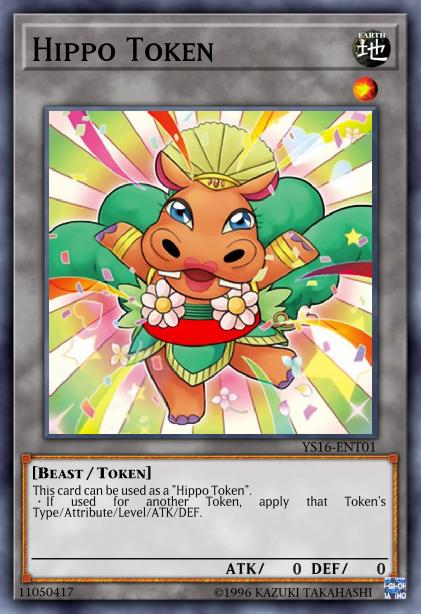 Hippo Token
EARTH
地
YS16-ENT01
[Beast / Token]
This card can be used as a "Hippo Token".
・If used for another Token, apply that Token's
Type/Attribute/Level/ATK/DEF.
ATK/ 0 DEF/ 0
11050417
©1996 KAZUKI TAKAHASHI